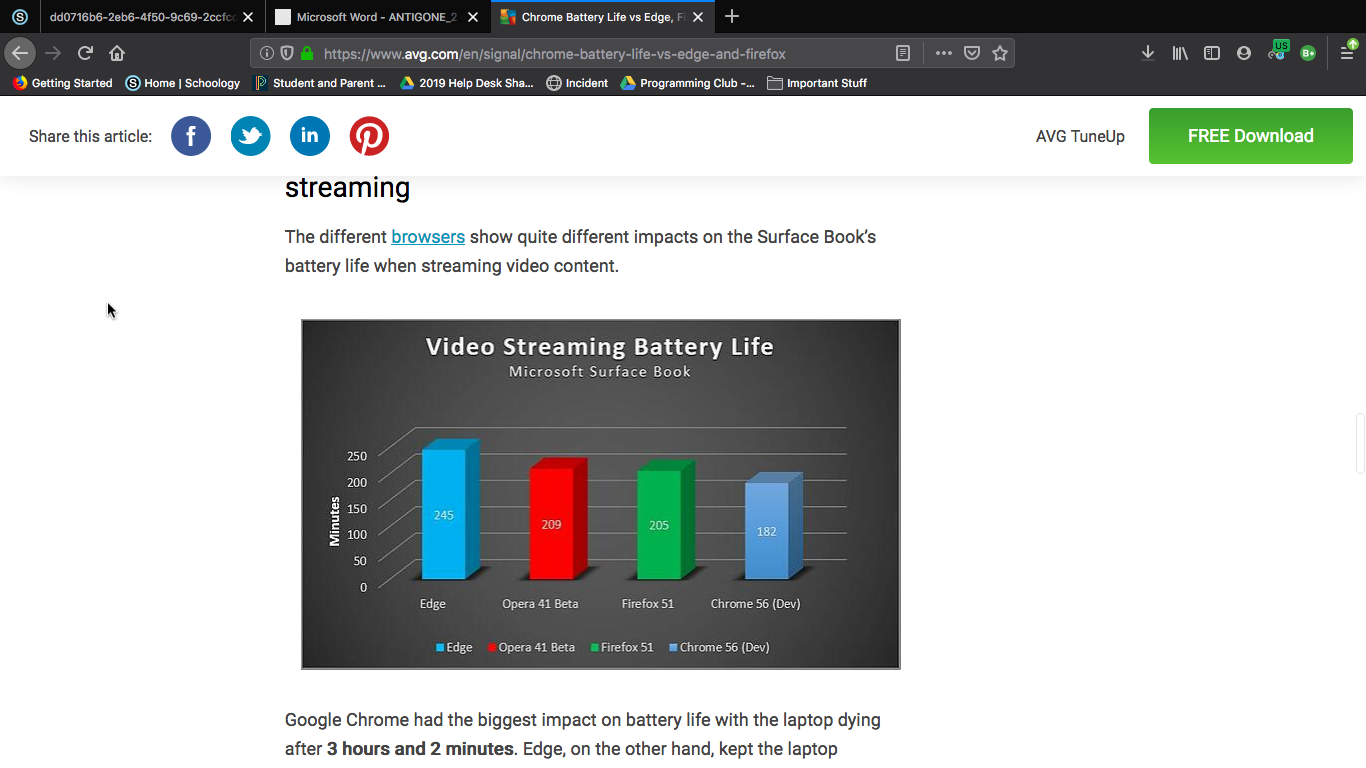 dd0716b6-2eb6-4f50-9c69-2ccfcc
Microsoft Word - ANTIGONE_2
Chrome Battery Life vs Edge, Fi
https://www.avg.com/en/signal/chrome-battery-life-vs-edge-and-firefox
US
B+
Getting Started
Home | Schoology
Student and Parent ...
2019 Help Desk Sha...
Incident
Programming Club -...
Important Stuff
Share this article:
AVG TuneUp
FREE Download
streaming
The different browsers show quite different impacts on the Surface Book’s
battery life when streaming video content.
Video Streaming Battery Life
Microsoft Surface Book
Minutes
250
200
150
100
50
0
245
209
205
182
Edge
Opera 41 Beta
Firefox 51
Chrome 56 (Dev)
Edge
Opera 41 Beta
Firefox 51
Chrome 56 (Dev)
Google Chrome had the biggest impact on battery life with the laptop dying
after 3 hours and 2 minutes. Edge, on the other hand, kept the laptop